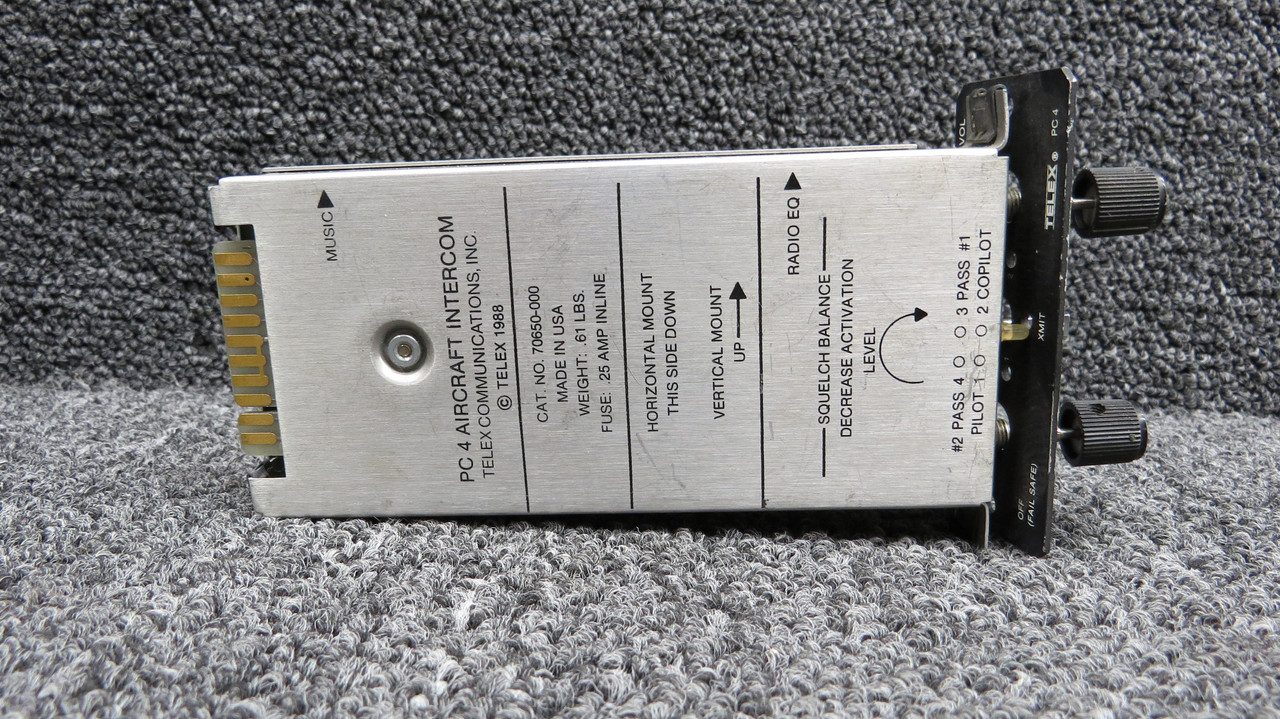 MUSIC
PC 4 AIRCRAFT INTERCOM
TELEX COMMUNICATIONS, INC.
© TELEX 1988
CAT. NO. 70650-000
MADE IN USA
WEIGHT: .61 LBS.
FUSE: .25 AMP INLINE
HORIZONTAL MOUNT
THIS SIDE DOWN
VERTICAL MOUNT
UP
RADIO EQ
SQUELCH BALANCE
DECREASE ACTIVATION
LEVEL
#2 PASS 4 3 PASS #1
PILOT 1 2 COPILOT
VOL
TELEX® PC 4
XMIT
OFF
(FAIL SAFE)